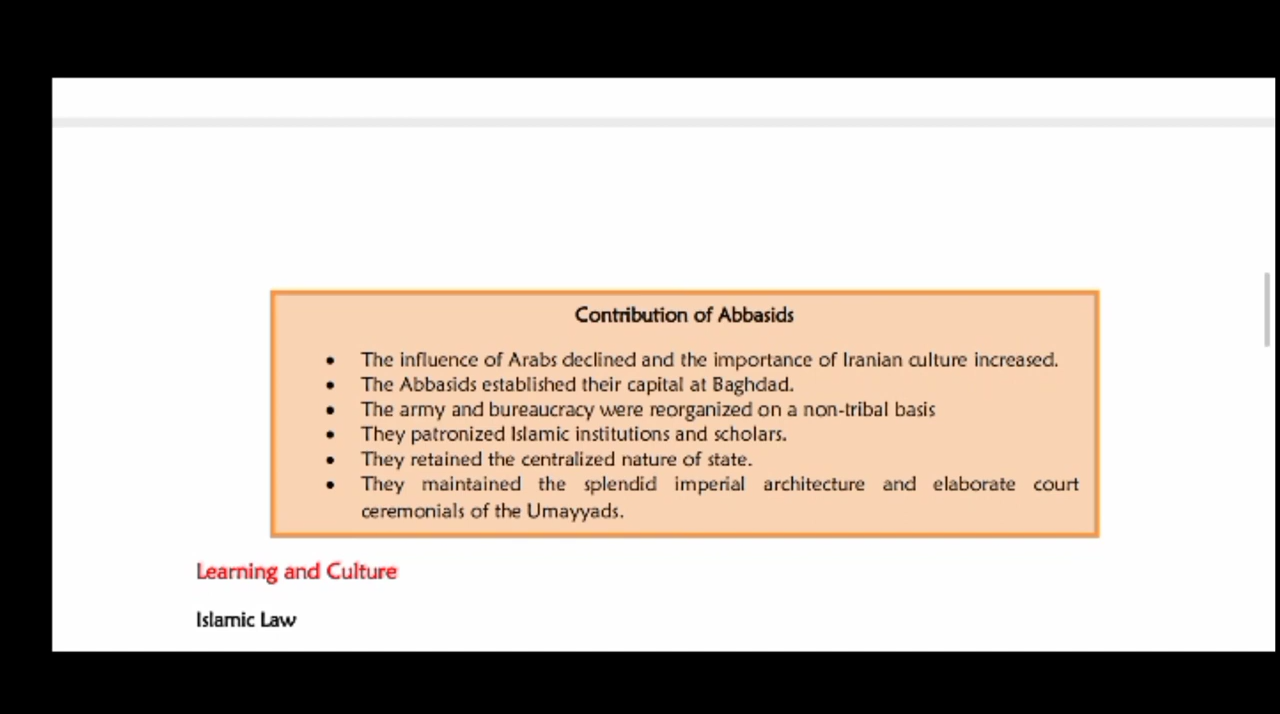 Contribution of Abbasids
• The influence of Arabs declined and the importance of Iranian culture increased.
• The Abbasids established their capital at Baghdad.
• The army and bureaucracy were reorganized on a non-tribal basis
• They patronized Islamic institutions and scholars.
• They retained the centralized nature of state.
• They maintained the splendid imperial architecture and elaborate court
ceremonials of the Umayyads.
Learning and Culture
Islamic Law